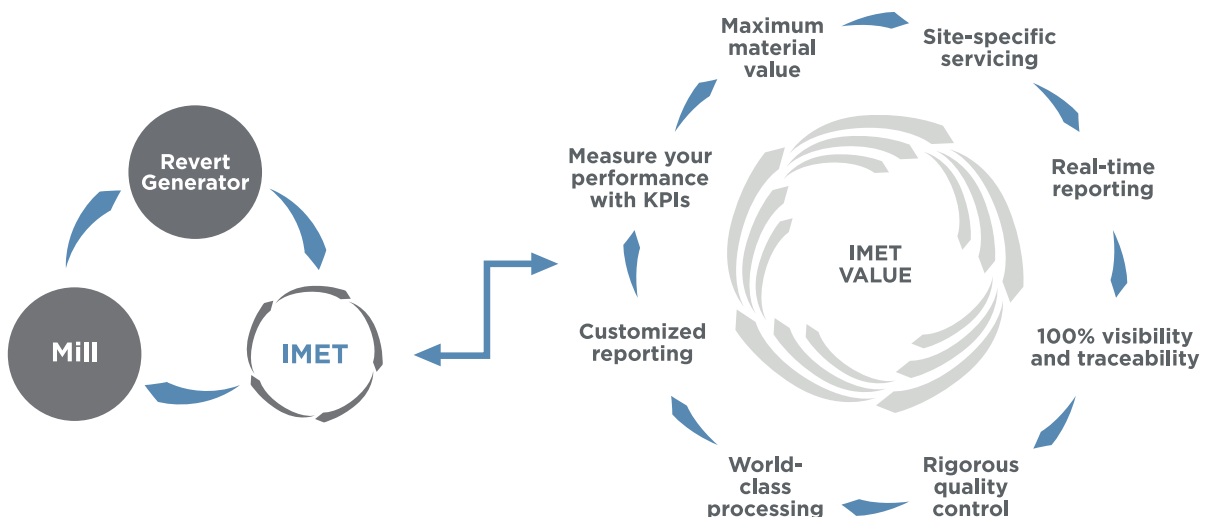 Revert
Generator
Mill
IMET
Maximum
material
value
Site-specific
servicing
Real-time
reporting
100% visibility
and traceability
Rigorous
quality
control
World-
class
processing
Customized
reporting
Measure your
performance
with KPIs
IMET
VALUE